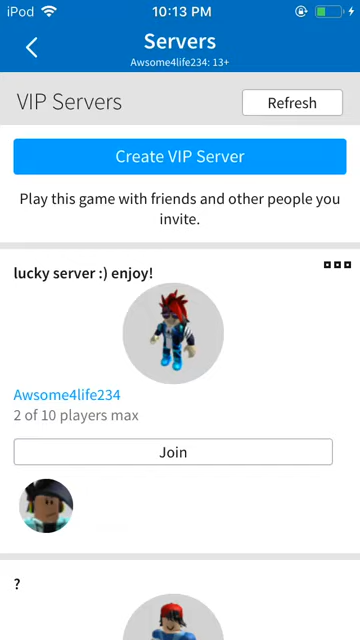 iPod 10:13 PM
Servers
Awsome4life234: 13+
VIP Servers
Refresh
Create VIP Server
Play this game with friends and other people you
invite.
lucky server :) enjoy!
Awsome4life234
2 of 10 players max
Join
?